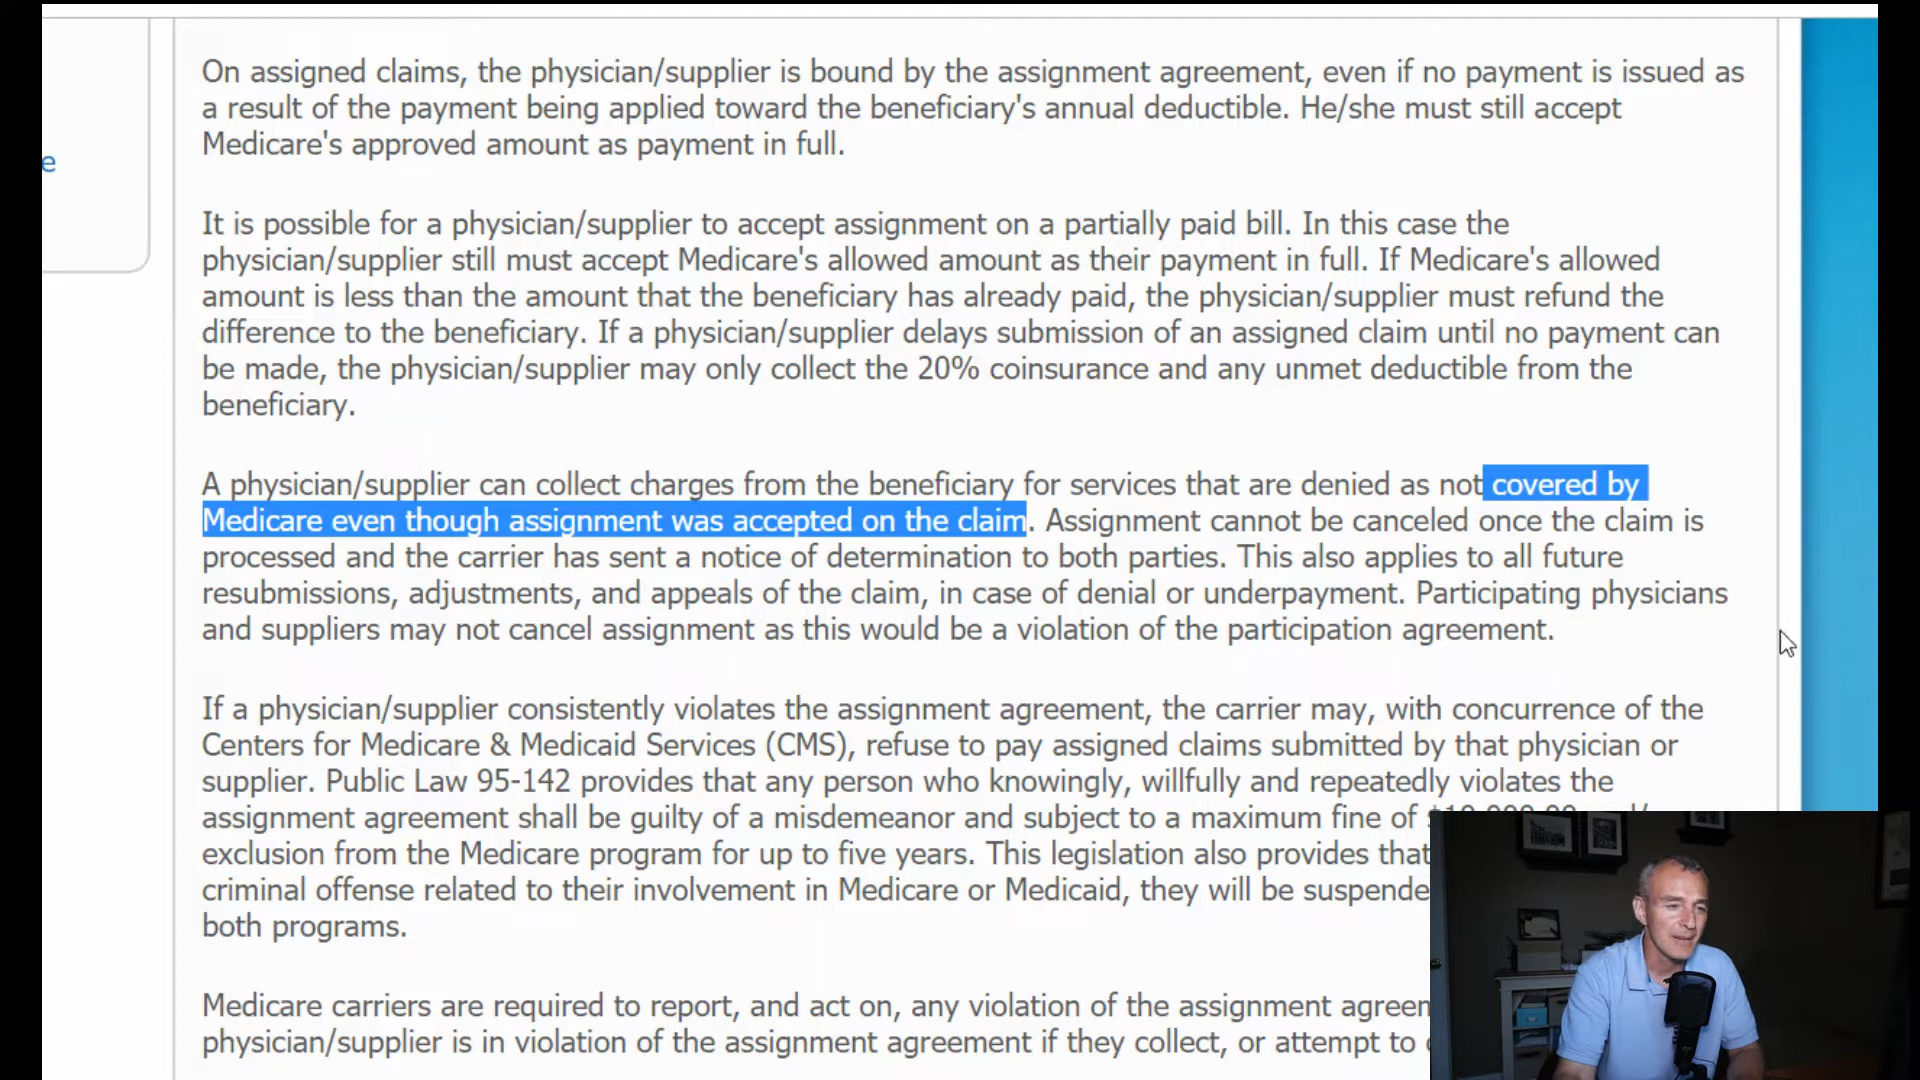 On assigned claims, the physician/supplier is bound by the assignment agreement, even if no payment is issued as
a result of the payment being applied toward the beneficiary's annual deductible. He/she must still accept
Medicare's approved amount as payment in full.
e
It is possible for a physician/supplier to accept assignment on a partially paid bill. In this case the
physician/supplier still must accept Medicare's allowed amount as their payment in full. If Medicare's allowed
amount is less than the amount that the beneficiary has already paid, the physician/supplier must refund the
difference to the beneficiary. If a physician/supplier delays submission of an assigned claim until no payment can
be made, the physician/supplier may only collect the 20% coinsurance and any unmet deductible from the
beneficiary.
A physician/supplier can collect charges from the beneficiary for services that are denied as not covered by
Medicare even though assignment was accepted on the claim. Assignment cannot be canceled once the claim is
processed and the carrier has sent a notice of determination to both parties. This also applies to all future
resubmissions, adjustments, and appeals of the claim, in case of denial or underpayment. Participating physicians
and suppliers may not cancel assignment as this would be a violation of the participation agreement.
If a physician/supplier consistently violates the assignment agreement, the carrier may, with concurrence of the
Centers for Medicare & Medicaid Services (CMS), refuse to pay assigned claims submitted by that physician or
supplier. Public Law 95-142 provides that any person who knowingly, willfully and repeatedly violates the
assignment agreement shall be guilty of a misdemeanor and subject to a maximum fine of
exclusion from the Medicare program for up to five years. This legislation also provides that
criminal offense related to their involvement in Medicare or Medicaid, they will be suspende
both programs.
Medicare carriers are required to report, and act on, any violation of the assignment agreem
physician/supplier is in violation of the assignment agreement if they collect, or attempt to